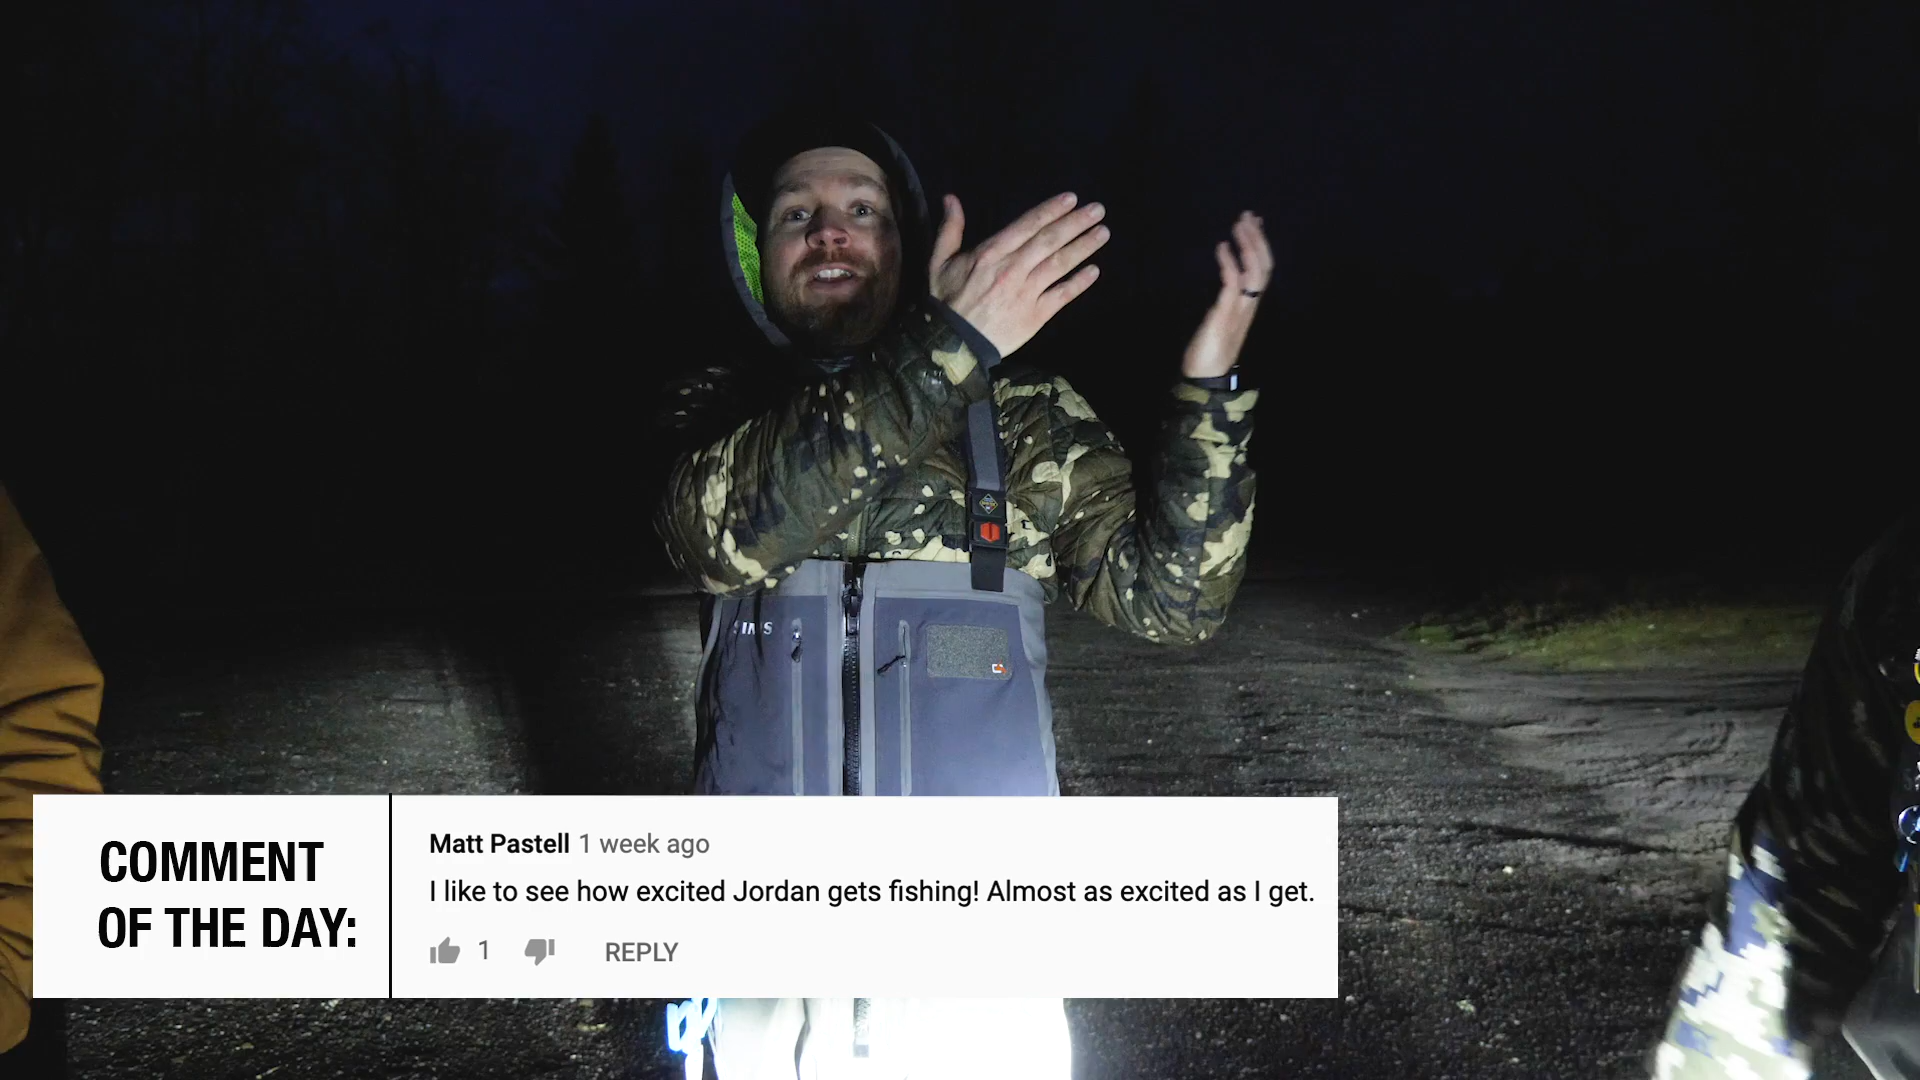 SIMS
COMMENT
OF THE DAY:
Matt Pastell 1 week ago
I like to see how excited Jordan gets fishing! Almost as excited as I get.
1
REPLY